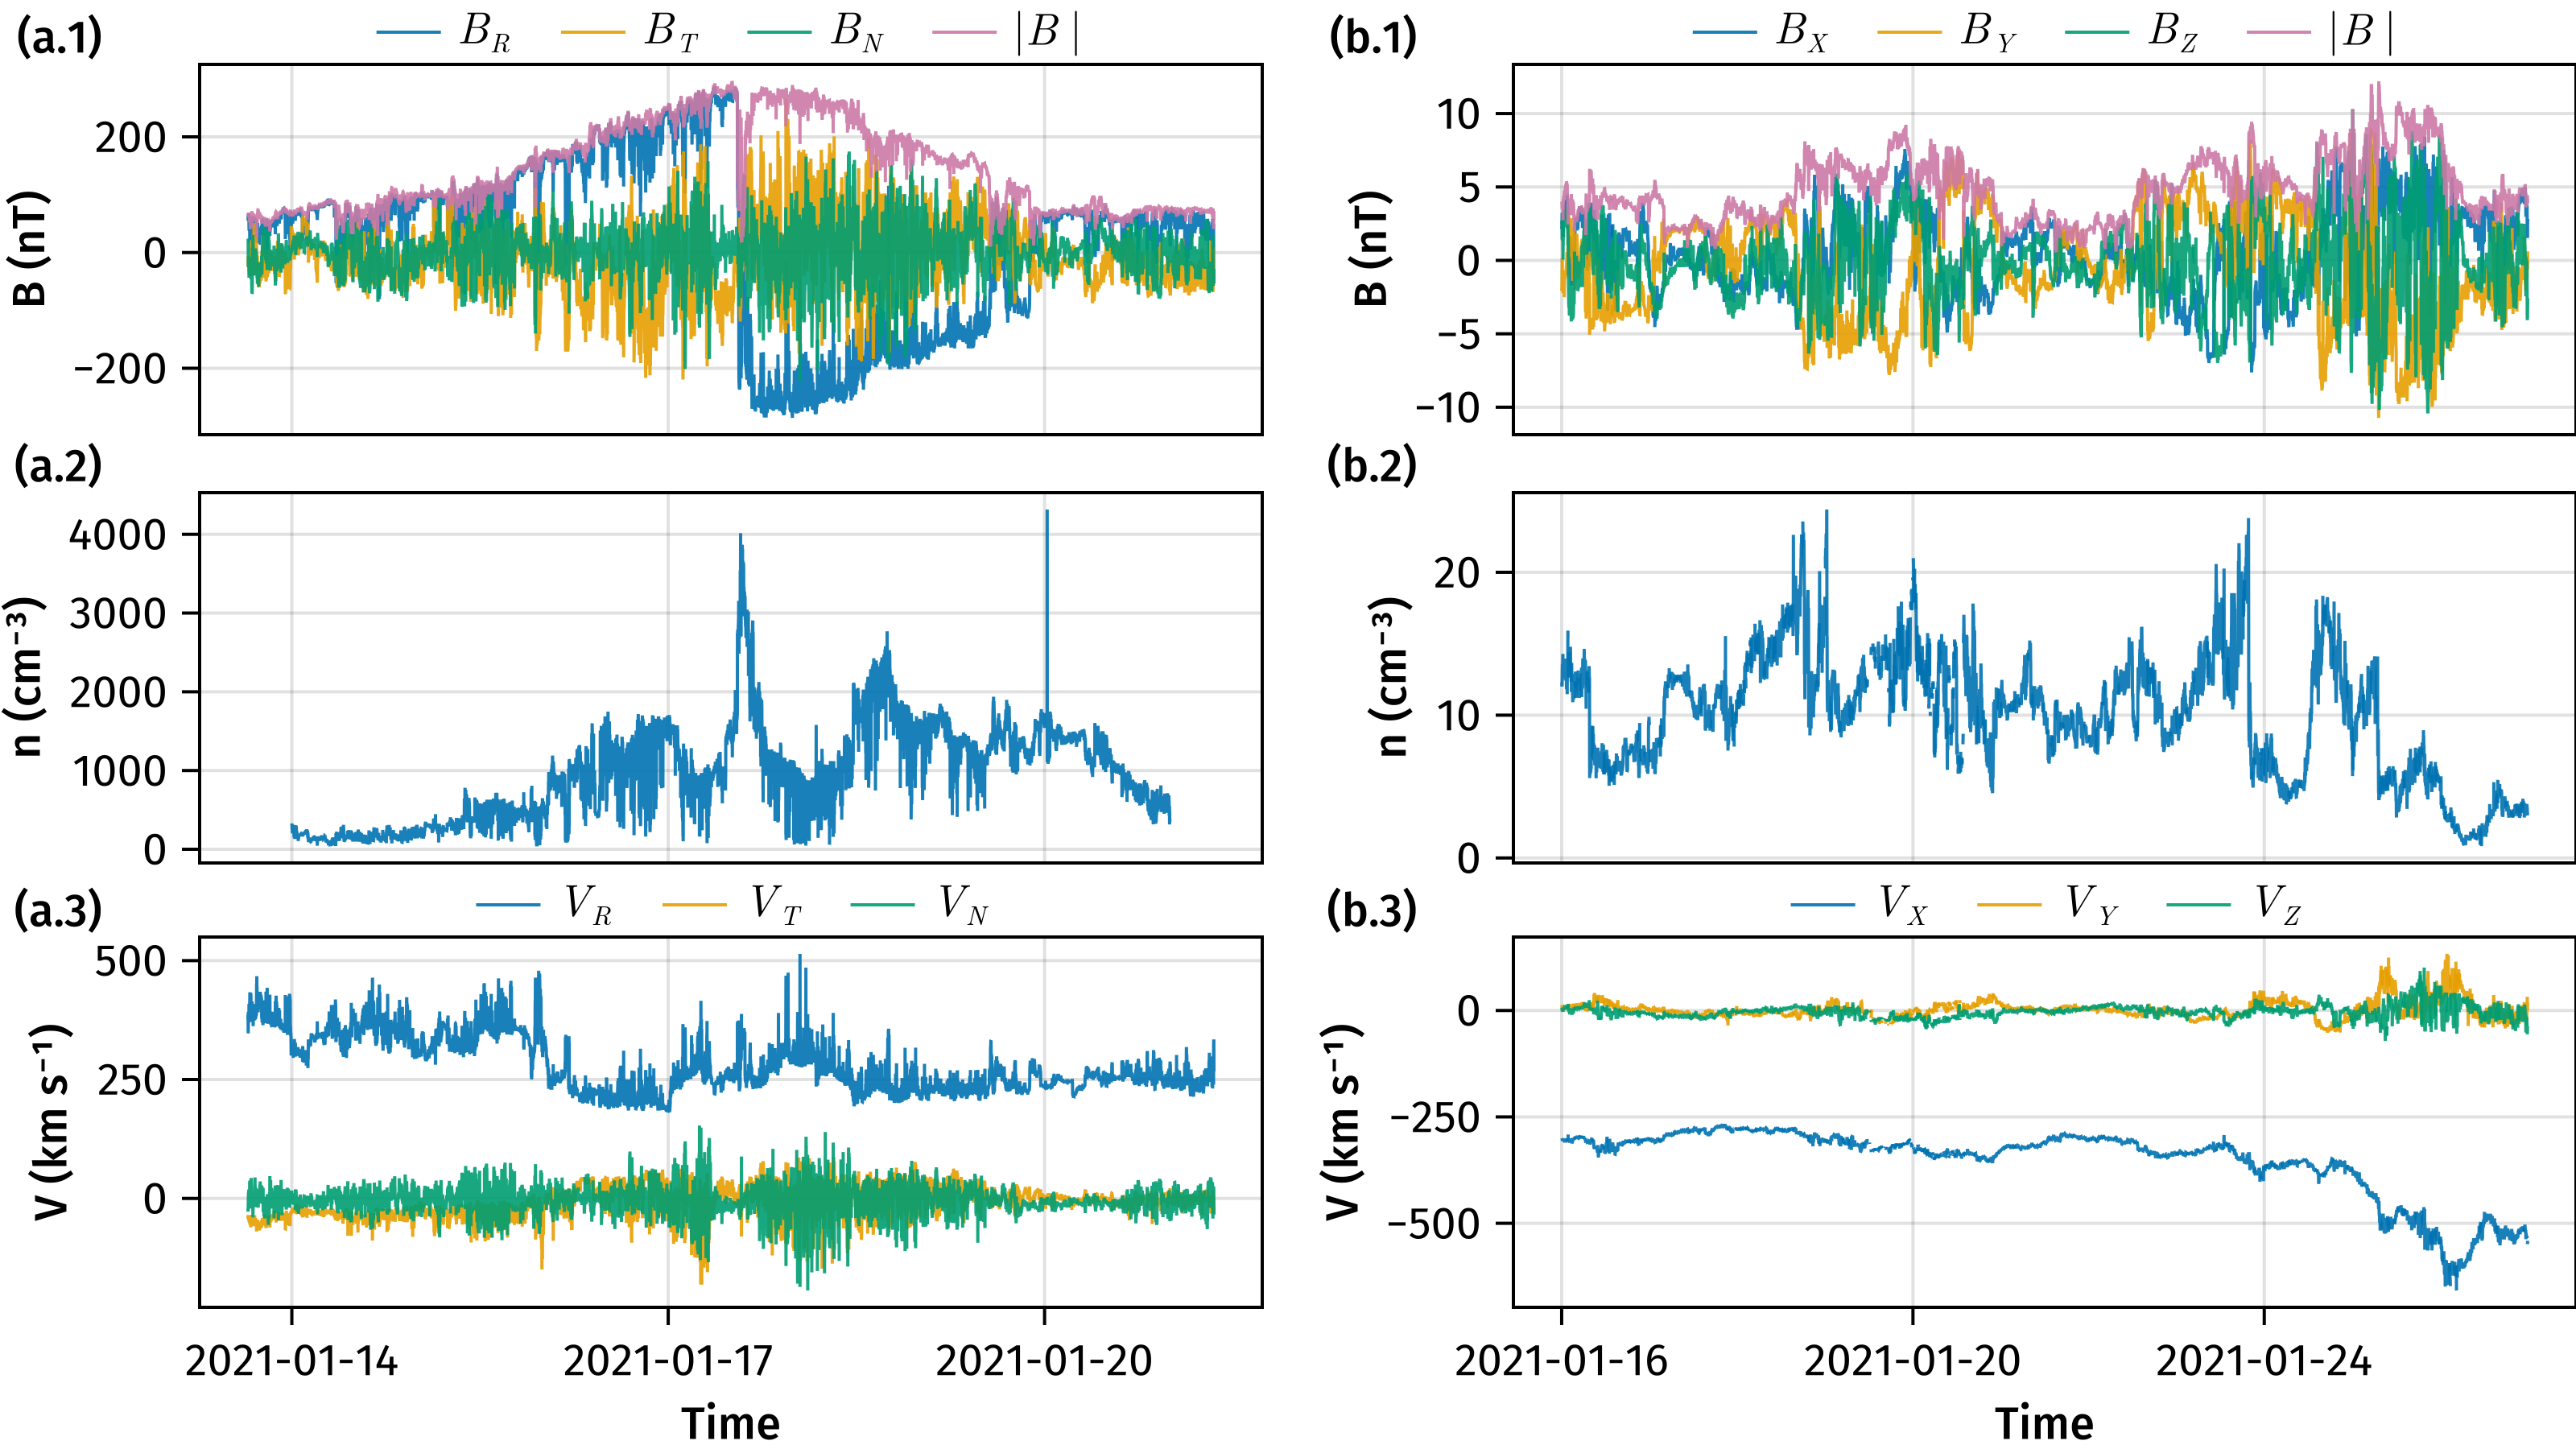 (a.1) B_R B_T B_N |B|
B (nT)
200
0
−200
(a.2)
n (cm⁻³)
4000
3000
2000
1000
0
(a.3) V_R V_T V_N
V (km s⁻¹)
500
250
0
2021-01-14 2021-01-17 2021-01-20
Time
(b.1) B_X B_Y B_Z |B|
B (nT)
10
5
0
−5
−10
(b.2)
n (cm⁻³)
20
10
0
(b.3) V_X V_Y V_Z
V (km s⁻¹)
0
−250
−500
2021-01-16 2021-01-20 2021-01-24
Time